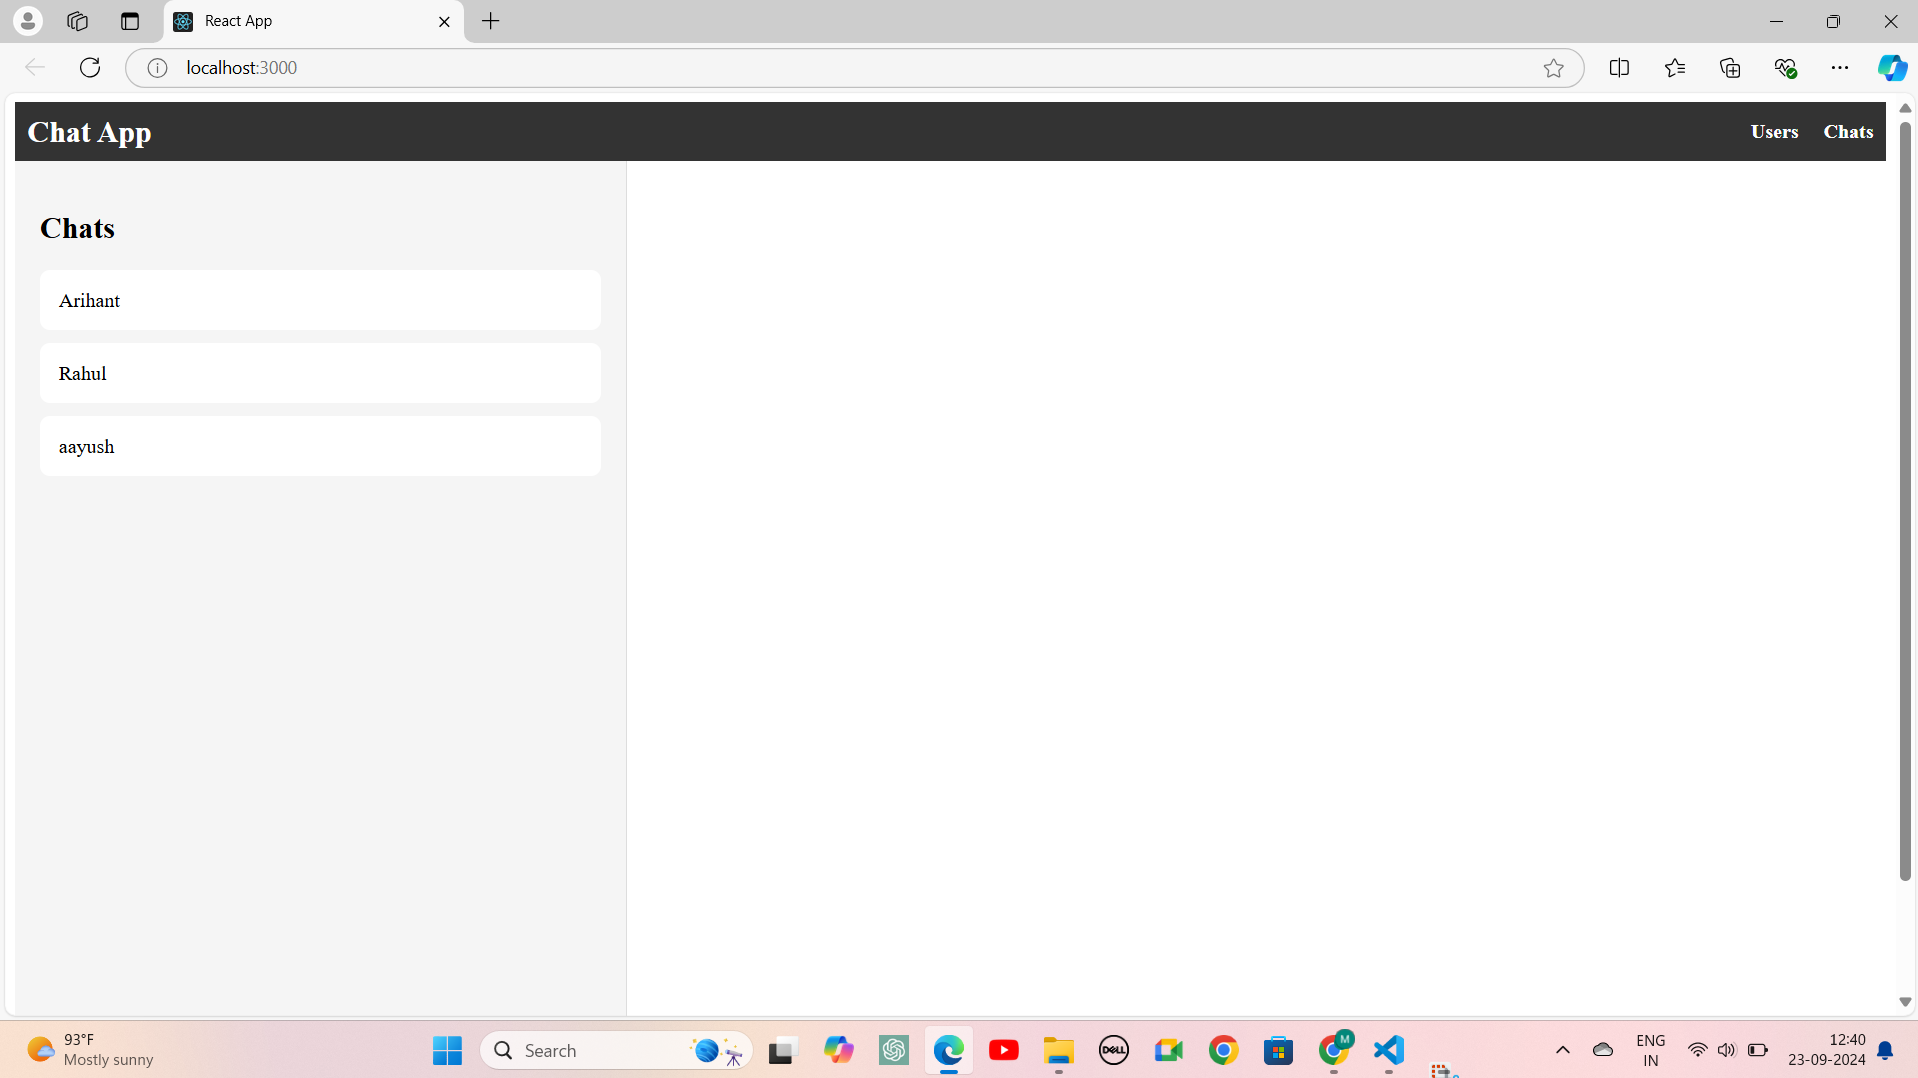 React App
localhost:3000
Chat App
Users
Chats
Chats
Arihant
Rahul
aayush
93°F
Mostly sunny
Search
DELL
M
ENG
IN
12:40
23-09-2024